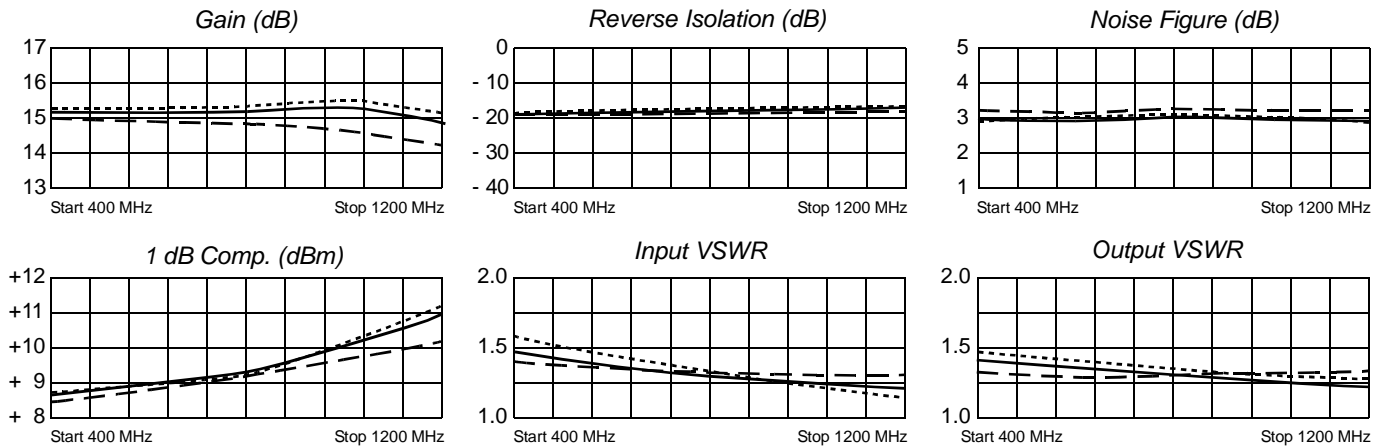 Gain (dB)
17
16
15
14
13
Start 400 MHz
Stop 1200 MHz
Reverse Isolation (dB)
0
- 10
- 20
- 30
- 40
Start 400 MHz
Stop 1200 MHz
Noise Figure (dB)
5
4
3
2
1
Start 400 MHz
Stop 1200 MHz
1 dB Comp. (dBm)
+12
+11
+10
+ 9
+ 8
Start 400 MHz
Stop 1200 MHz
Input VSWR
2.0
1.5
1.0
Start 400 MHz
Stop 1200 MHz
Output VSWR
2.0
1.5
1.0
Start 400 MHz
Stop 1200 MHz